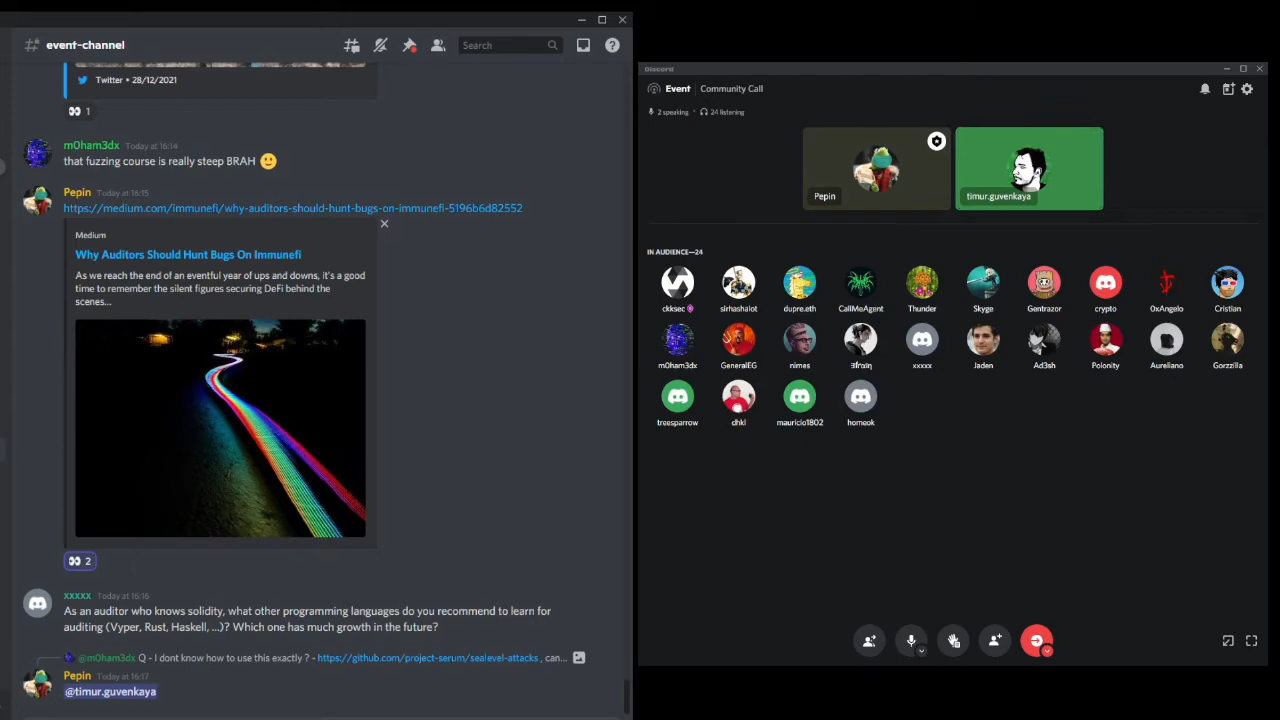 event-channel
Search
Twitter • 28/12/2021
1
m0ham3dx Today at 16:14
that fuzzing course is really steep BRAH
Pepin Today at 16:15
https://medium.com/immunefi/why-auditors-should-hunt-bugs-on-immunefi-5196b6d82552
Medium
Why Auditors Should Hunt Bugs On Immunefi
As we reach the end of an eventful year of ups and downs, it's a good
time to remember the silent figures securing DeFi behind the
scenes...
2
xxxxx Today at 16:16
As an auditor who knows solidity, what other programming languages do you recommend to learn for
auditing (Vyper, Rust, Haskell, ...)? Which one has much growth in the future?
@m0ham3dx Q - I dont know how to use this exactly ? - https://github.com/project-serum/sealevel-attacks , can...
Pepin Today at 16:17
@timur.guvenkaya
Discord
Event | Community Call
2 speaking • 24 listening
Pepin
timur.guvenkaya
IN AUDIENCE—24
ckksec sirhashalot dupre.eth CallMeAgent Thunder Skyge Gentrazor crypto 0xAngelo Cristian
m0ham3dx GeneralEG nimes xxxxx Jaden Ad3sh Polonity Aureliano Gorzzilla
treesparrow dhkl mauricio1802 homeok